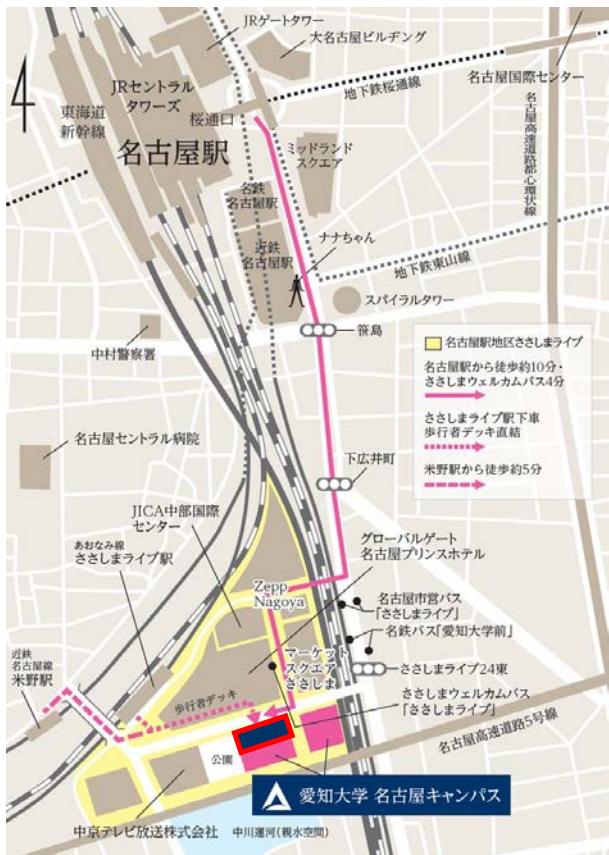 JRゲートタワー
大名古屋ビルヂング
JRセントラル
タワーズ
東海道
新幹線
桜通口
名古屋駅
地下鉄桜通線
名古屋国際センター
名古屋高速道路都心環状線
ミッドランド
スクエア
名鉄
名古屋駅
近鉄
名古屋駅
ナナちゃん
地下鉄東山線
スパイラルタワー
笹島
中村警察署
名古屋駅地区ささしまライブ
名古屋駅から徒歩約10分・
ささしまウェルカムバス4分
ささしまライブ駅下車
歩行者デッキ直結
米野駅から徒歩約5分
名古屋セントラル病院
下広井町
JICA中部国際
センター
グローバルゲート
名古屋プリンスホテル
あおなみ線
ささしまライブ駅
Zepp
Nagoya
名古屋市営バス
「ささしまライブ」
名鉄バス「愛知大学前」
マーケット
スクエア
ささしま
ささしまライブ24東
近鉄
名古屋線
米野駅
歩行者デッキ
ささしまウェルカムバス
「ささしまライブ」
名古屋高速道路5号線
公園
愛知大学 名古屋キャンパス
中京テレビ放送株式会社
中川運河(親水空間)